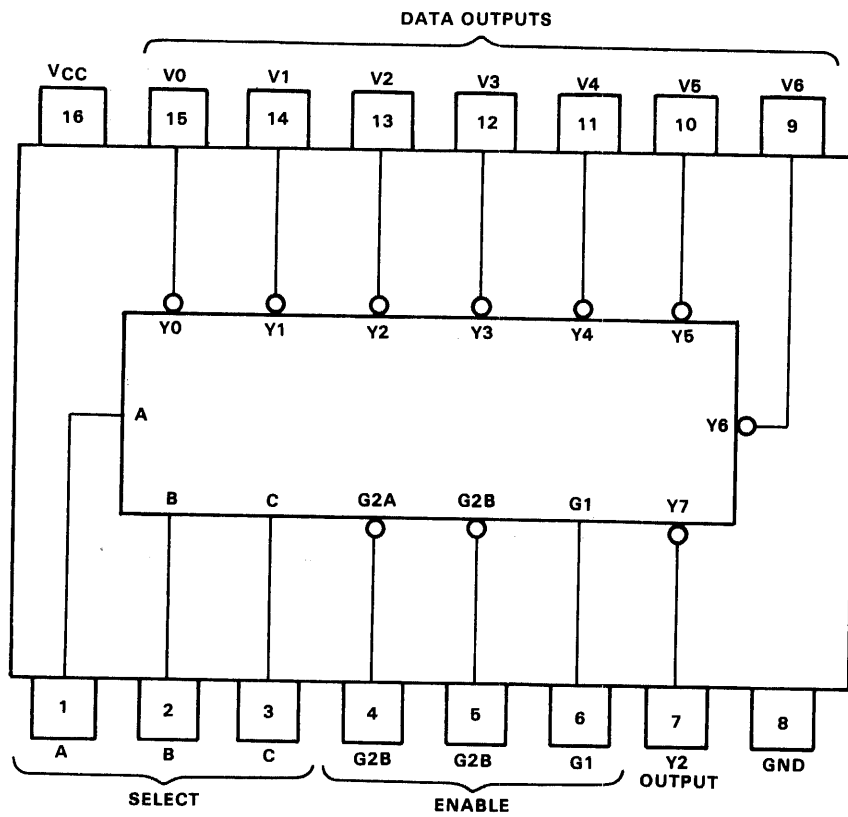 DATA OUTPUTS
VCC V0 V1 V2 V3 V4 V5 V6
16 15 14 13 12 11 10 9
Y0 Y1 Y2 Y3 Y4 Y5
A Y6
B C G2A G2B G1 Y7
1 2 3 4 5 6 7 8
A B C G2B G2B G1 Y2 GND
OUTPUT
SELECT ENABLE